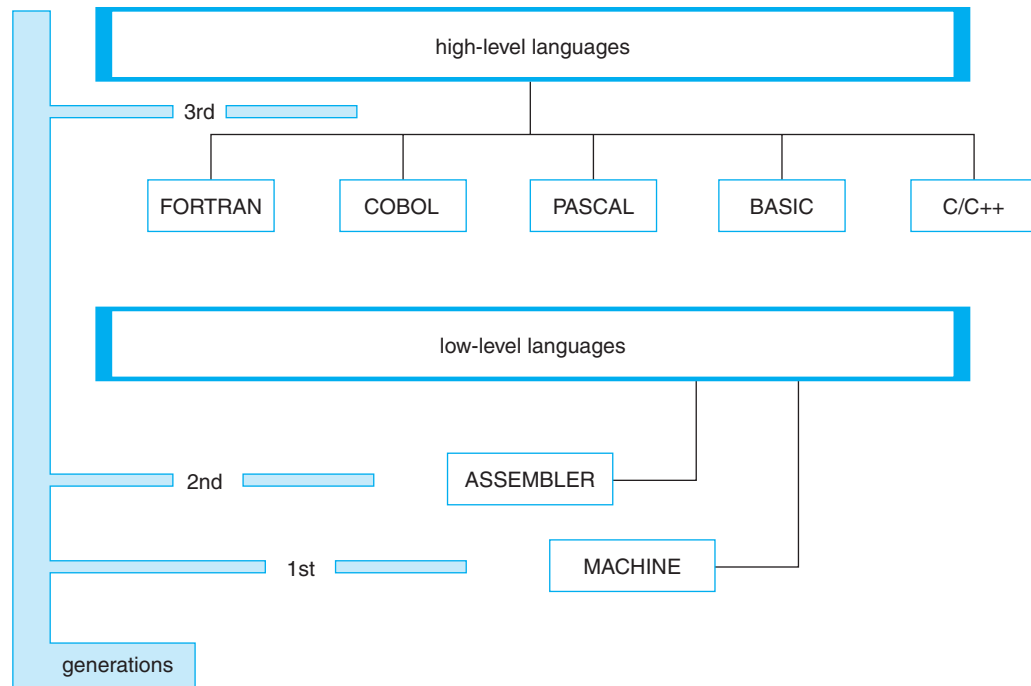 high-level languages
3rd
FORTRAN COBOL PASCAL BASIC C/C++
low-level languages
2nd ASSEMBLER
1st MACHINE
generations